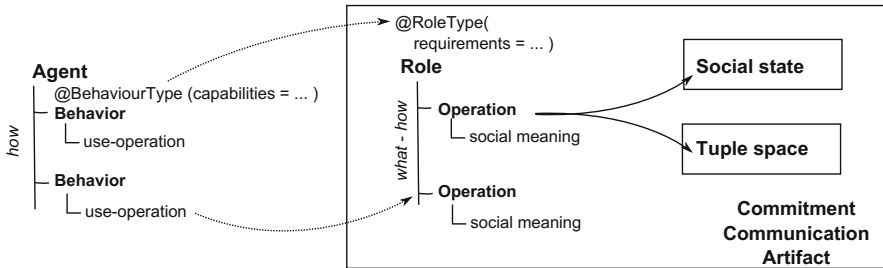 Agent
@BehaviourType (capabilities = ... )
how
Behavior
use-operation
Behavior
use-operation
@RoleType(
requirements = ... )
Role
what - how
Operation
social meaning
Operation
social meaning
Social state
Tuple space
Commitment
Communication
Artifact